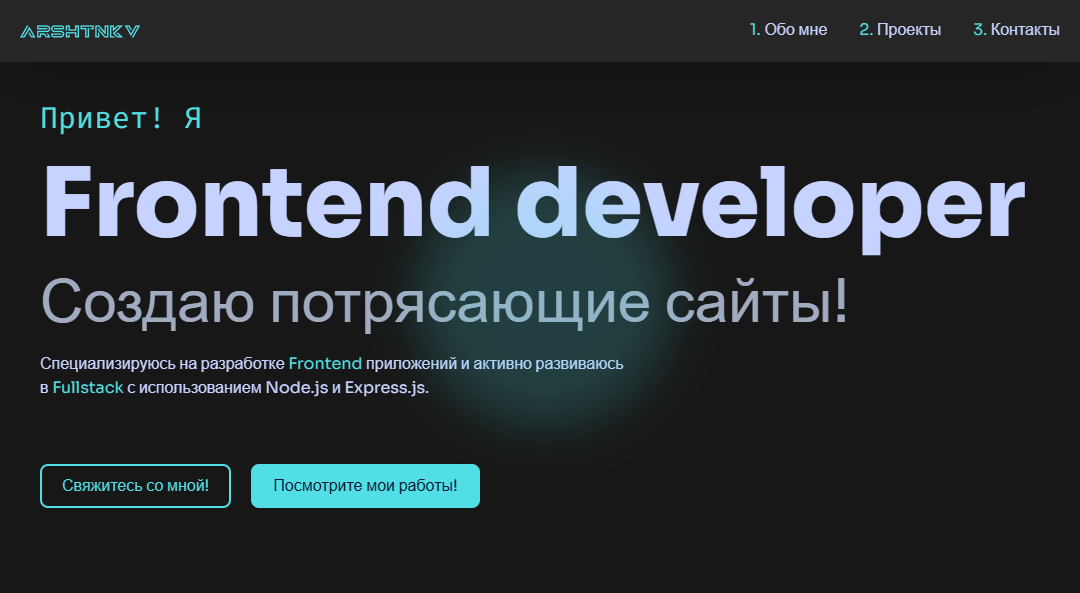 ARSHTNKV
1. Обо мне
2. Проекты
3. Контакты
Привет! Я
Frontend developer
Создаю потрясающие сайты!
Специализируюсь на разработке Frontend приложений и активно развиваюсь
в Fullstack с использованием Node.js и Express.js.
Свяжитесь со мной!
Посмотрите мои работы!